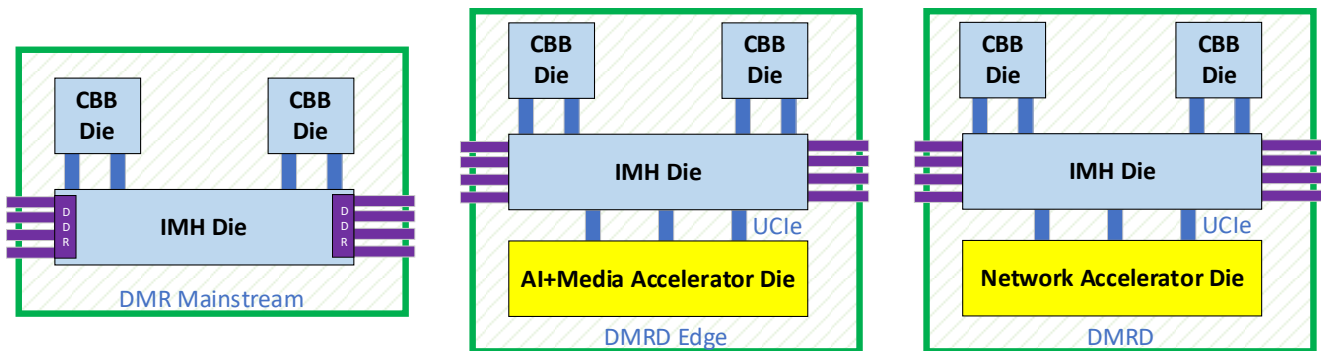 CBB
Die
CBB
Die
D
D
R
IMH Die
D
D
R
DMR Mainstream
CBB
Die
CBB
Die
IMH Die
UCIe
AI+Media Accelerator Die
DMRD Edge
CBB
Die
CBB
Die
IMH Die
UCIe
Network Accelerator Die
DMRD